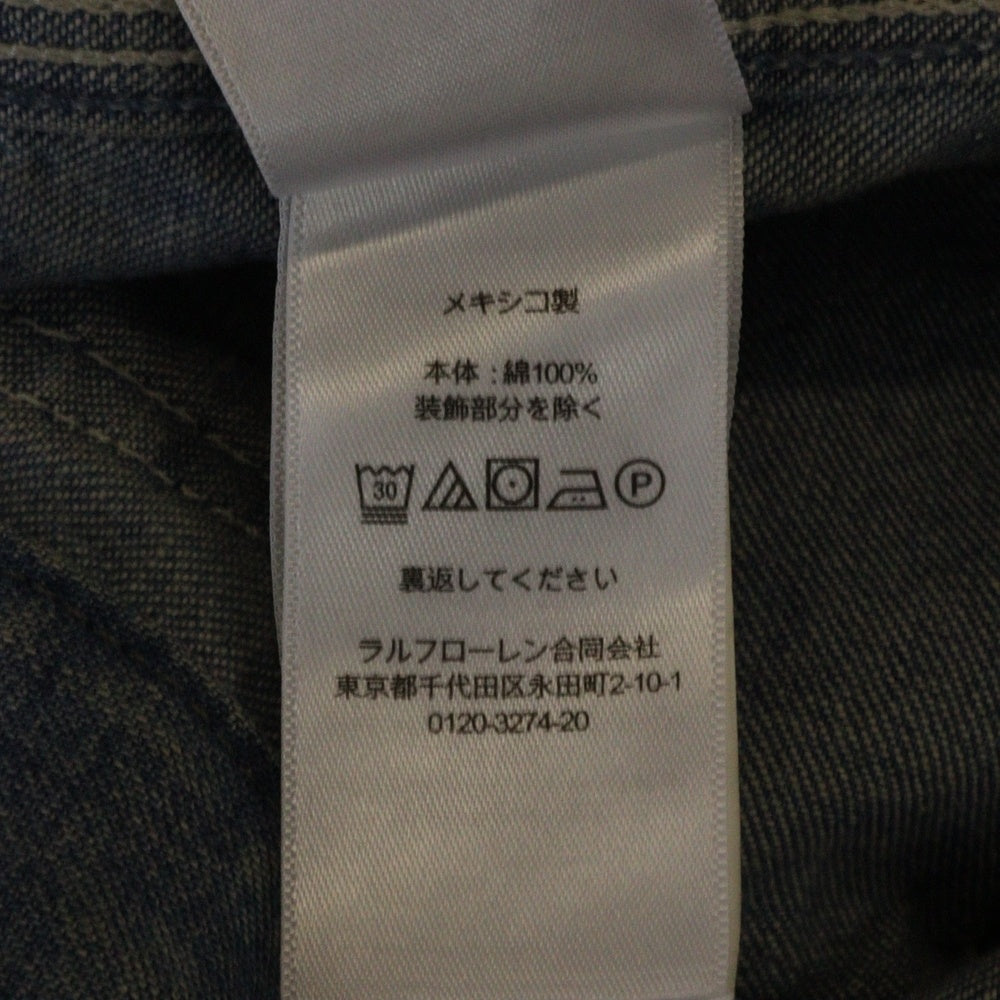 メキシコ製
本体:綿100%
装飾部分を除く
30 P
裏返してください
ラルフローレン合同会社
東京都千代田区永田町2-10-1
0120-3274-20